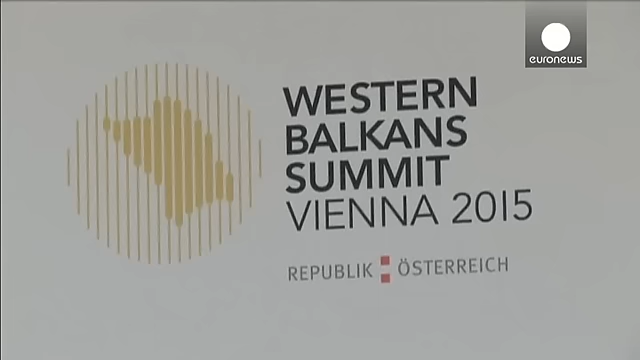 euronews
WESTERN
BALKANS
SUMMIT
VIENNA 2015
REPUBLIK ÖSTERREICH